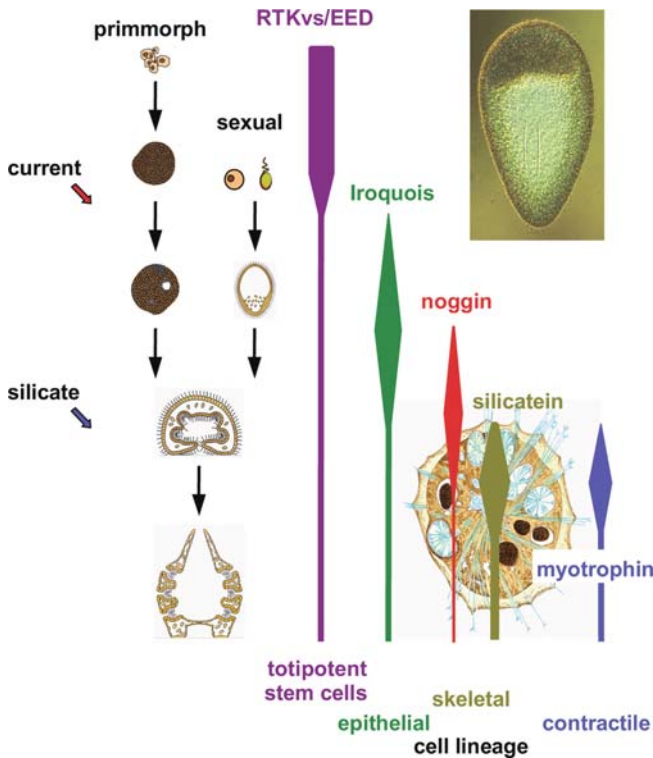 RTKvs/EED
primmorph
sexual
current
Iroquois
noggin
silicate
silicatein
myotrophin
totipotent
stem cells
skeletal
epithelial
contractile
cell lineage